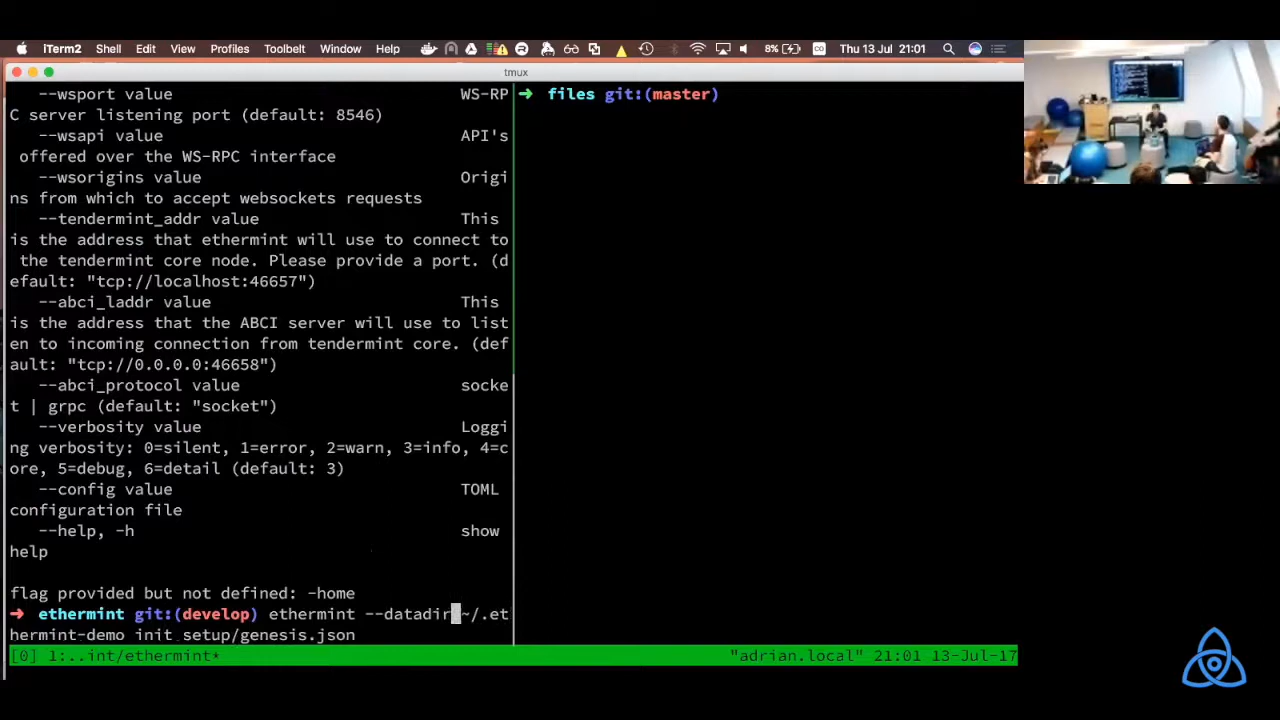 iTerm2 Shell Edit View Profiles Toolbelt Window Help 8% Thu 13 Jul 21:01
tmux
--wsport value WS-RP
C server listening port (default: 8546)
--wsapi value API's
offered over the WS-RPC interface
--wsorigins value Origi
ns from which to accept websockets requests
--tendermint_addr value This
is the address that ethermint will use to connect to
the tendermint core node. Please provide a port. (d
efault: "tcp://localhost:46657")
--abci_laddr value This
is the address that the ABCI server will use to list
en to incoming connection from tendermint core. (def
ault: "tcp://0.0.0.0:46658")
--abci_protocol value socke
t | grpc (default: "socket")
--verbosity value Loggi
ng verbosity: 0=silent, 1=error, 2=warn, 3=info, 4=c
ore, 5=debug, 6=detail (default: 3)
--config value TOML
configuration file
--help, -h show
help
flag provided but not defined: -home
➜ ethermint git:(develop) ethermint --datadir ~/.et
hermint-demo init setup/genesis.json
➜ files git:(master)
[0] 1:..int/ethermint* "adrian.local" 21:01 13-Jul-17